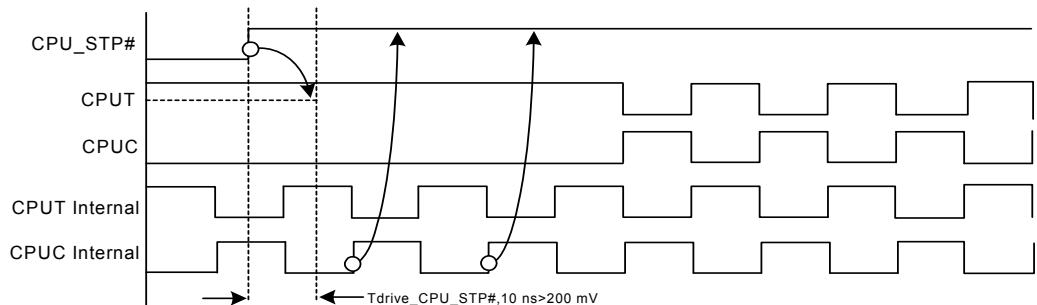 CPU_STP#
CPUT
CPUC
CPUT Internal
CPUC Internal
Tdrive_CPU_STP#,10 ns>200 mV